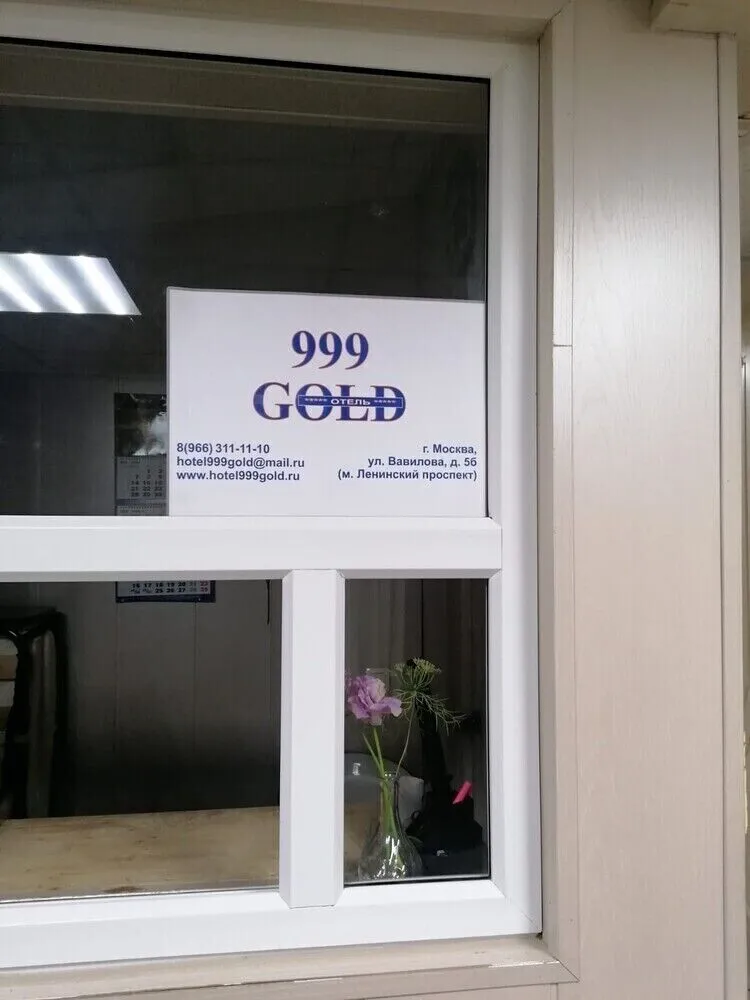 999
GOLD
***** ОТЕЛЬ *****
8(966) 311-11-10
hotel999gold@mail.ru
www.hotel999gold.ru
г. Москва,
ул. Вавилова, д. 5б
(м. Ленинский проспект)